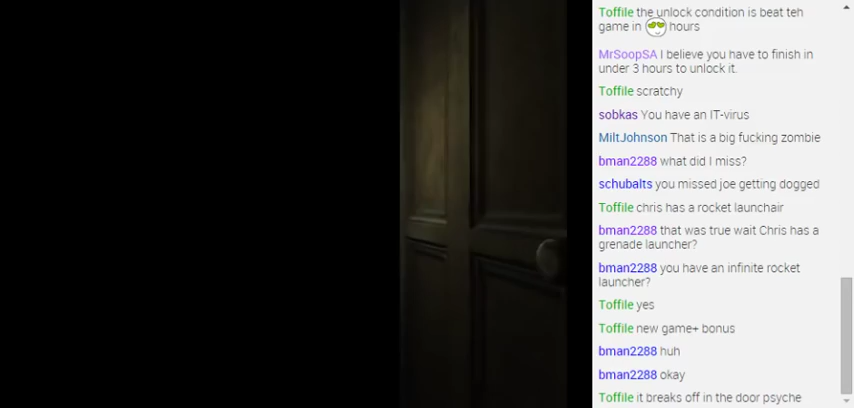 Toffile the unlock condition is beat teh
game in hours
MrSoopSA I believe you have to finish in
under 3 hours to unlock it.
Toffile scratchy
sobkas You have an IT-virus
MiltJohnson That is a big fucking zombie
bman2288 what did I miss?
schubalts you missed joe getting dogged
Toffile chris has a rocket launchair
bman2288 that was true wait Chris has a
grenade launcher?
bman2288 you have an infinite rocket
launcher?
Toffile yes
Toffile new game+ bonus
bman2288 huh
bman2288 okay
Toffile it breaks off in the door psyche